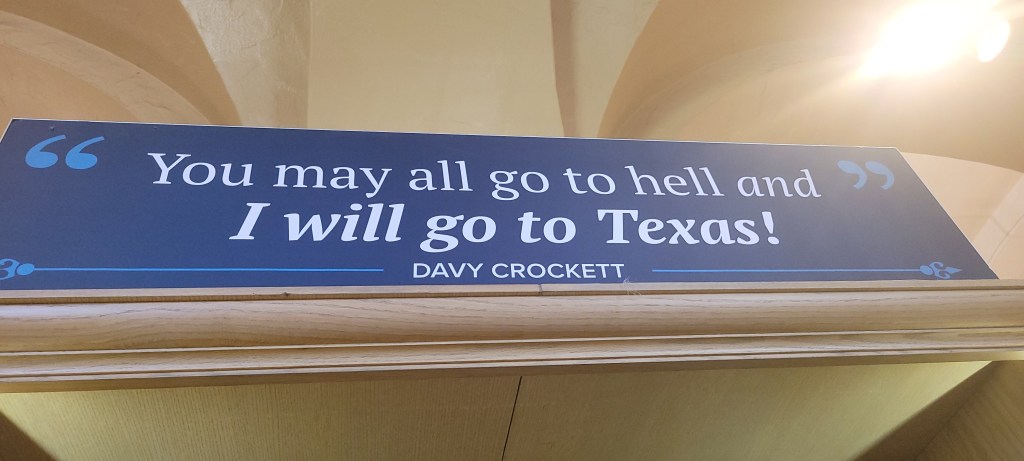 “You may all go to hell and”
I will go to Texas!
DAVY CROCKETT